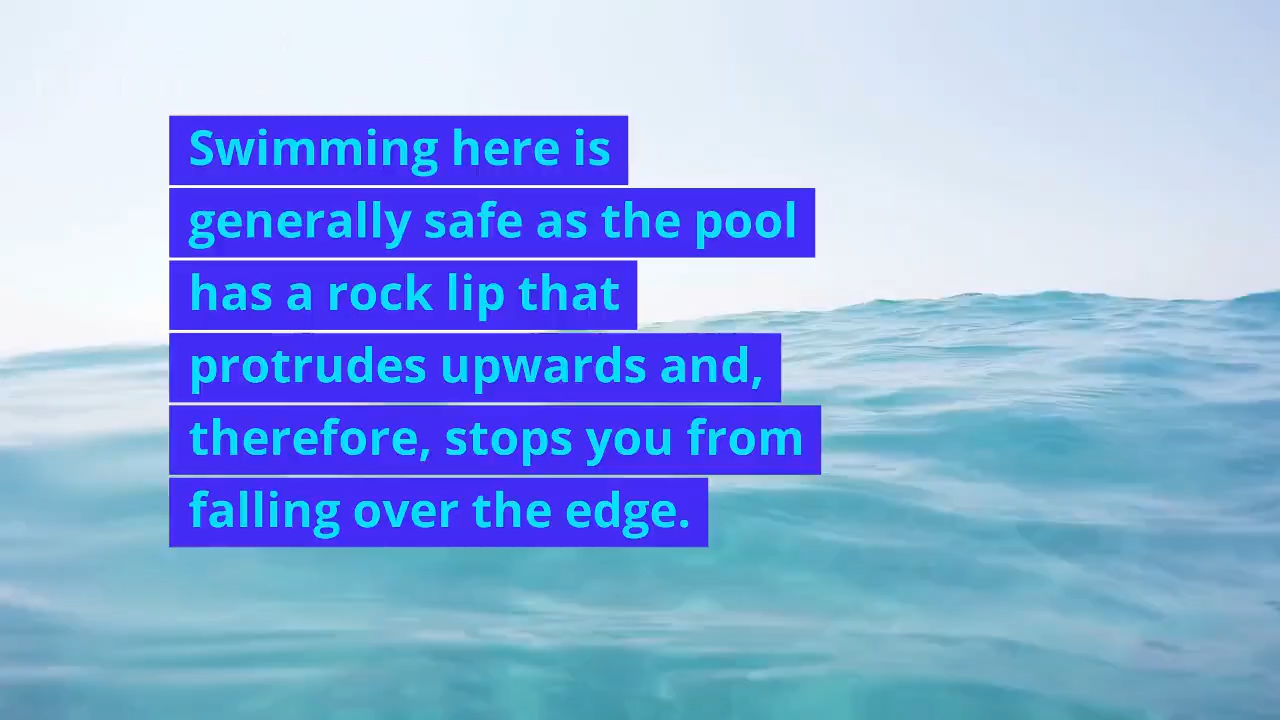 Swimming here is
generally safe as the pool
has a rock lip that
protrudes upwards and,
therefore, stops you from
falling over the edge.